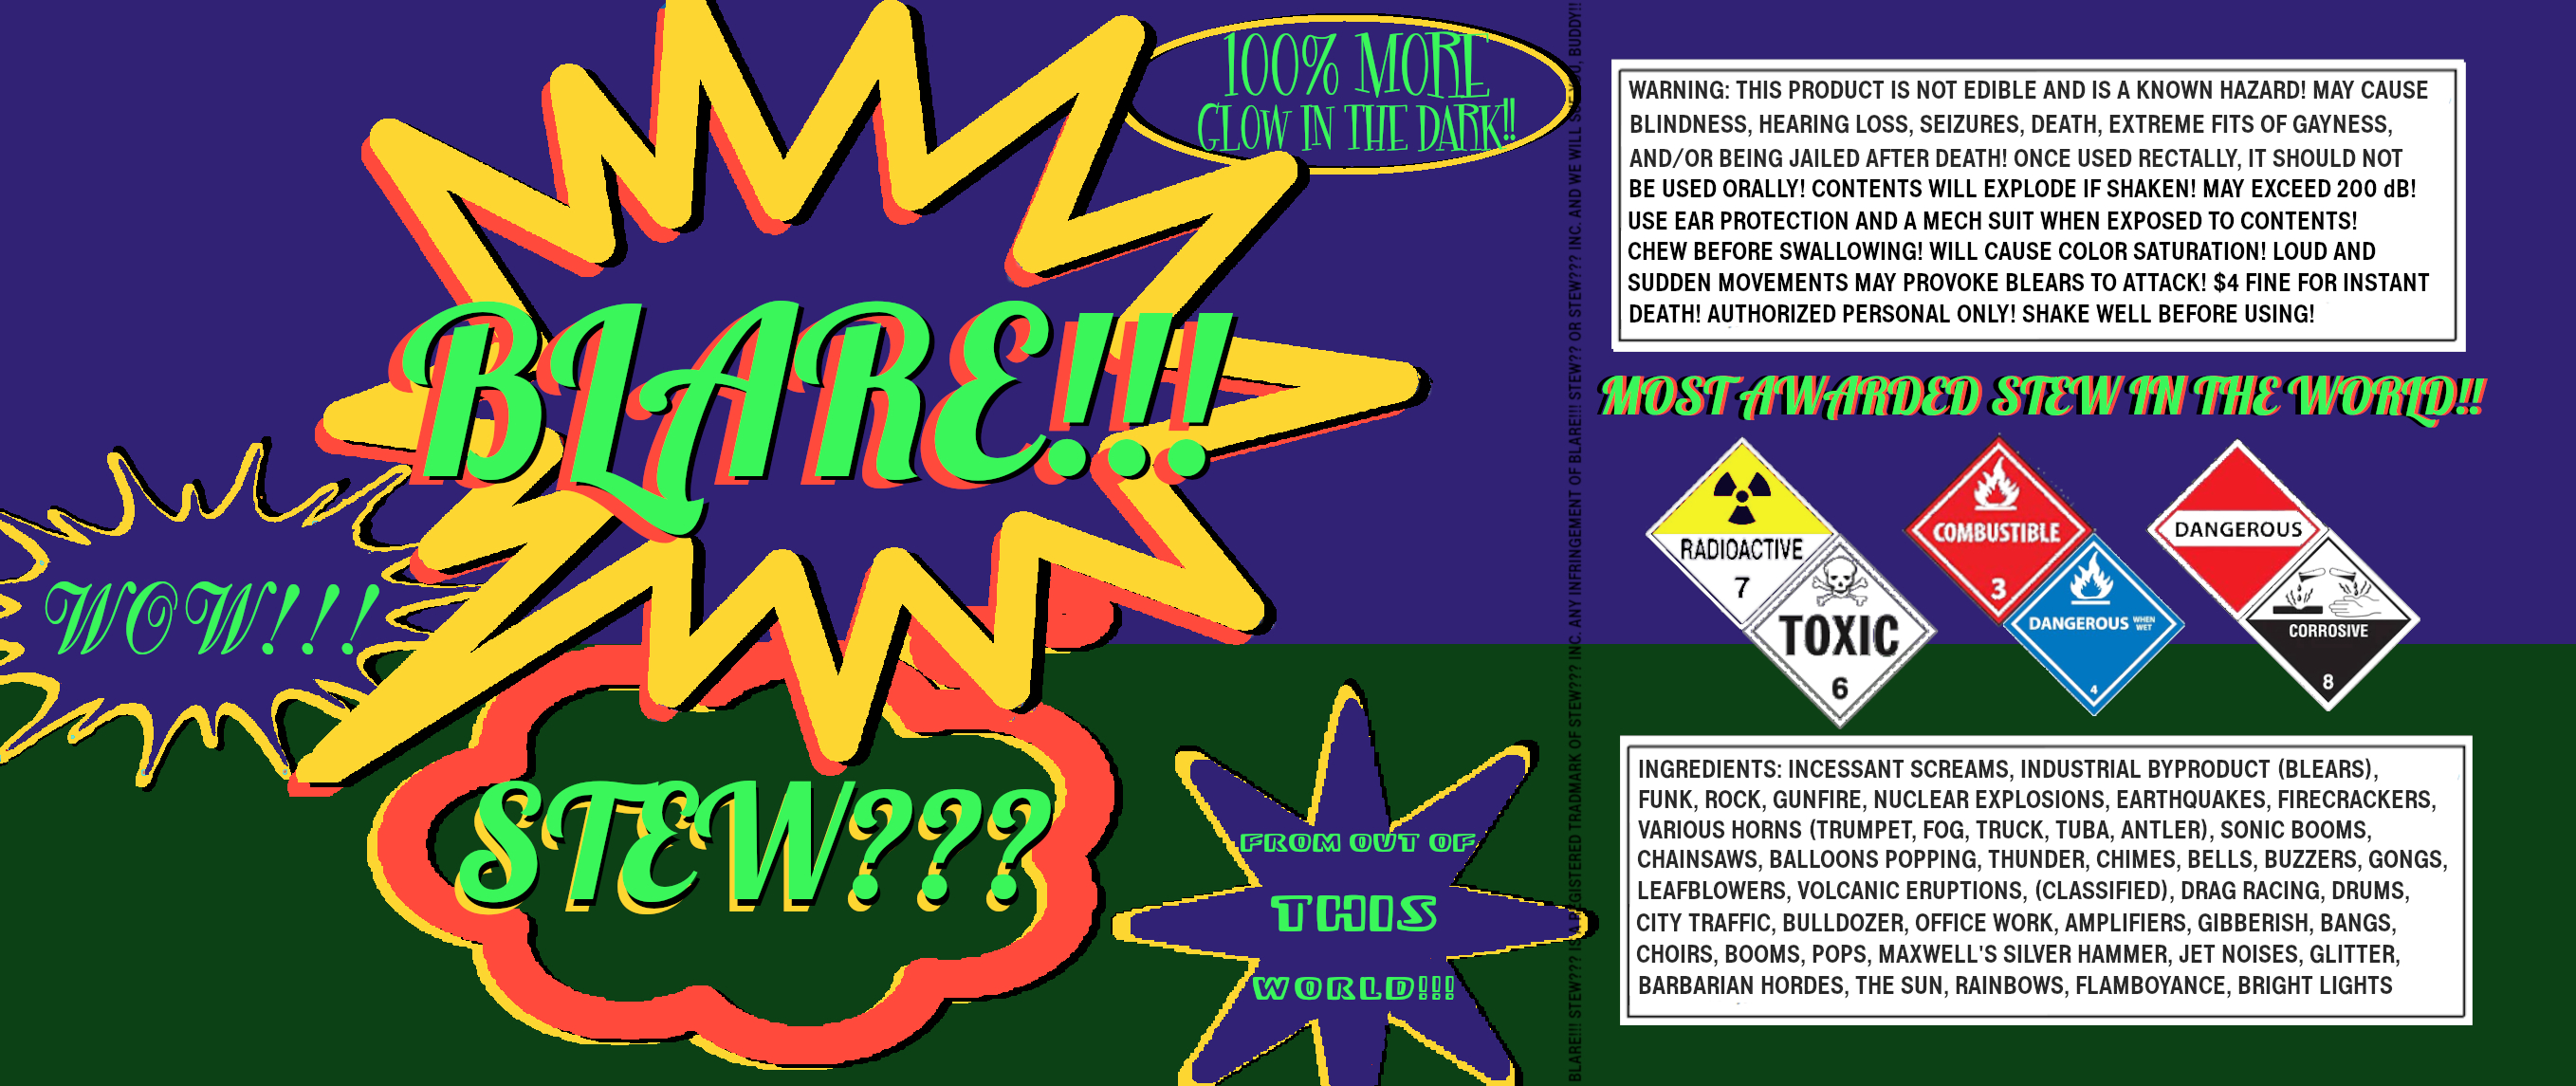 100% MORE
GLOW IN THE DARK!!
BLARE!!!
WOW!!!
STEW???
FROM OUT OF
THIS
WORLD!!!
BLARE!!! STEW??? IS A REGISTERED TRADMARK OF STEW??? INC. ANY INFRINGEMENT OF BLARE!!! STEW?? OR STEW??? INC. AND WE WILL SUE YOU, BUDDY!!
WARNING: THIS PRODUCT IS NOT EDIBLE AND IS A KNOWN HAZARD! MAY CAUSE
BLINDNESS, HEARING LOSS, SEIZURES, DEATH, EXTREME FITS OF GAYNESS,
AND/OR BEING JAILED AFTER DEATH! ONCE USED RECTALLY, IT SHOULD NOT
BE USED ORALLY! CONTENTS WILL EXPLODE IF SHAKEN! MAY EXCEED 200 dB!
USE EAR PROTECTION AND A MECH SUIT WHEN EXPOSED TO CONTENTS!
CHEW BEFORE SWALLOWING! WILL CAUSE COLOR SATURATION! LOUD AND
SUDDEN MOVEMENTS MAY PROVOKE BLEARS TO ATTACK! $4 FINE FOR INSTANT
DEATH! AUTHORIZED PERSONAL ONLY! SHAKE WELL BEFORE USING!
MOST AWARDED STEW IN THE WORLD!!
RADIOACTIVE
7
TOXIC
6
COMBUSTIBLE
3
DANGEROUS WHEN WET
4
DANGEROUS
CORROSIVE
8
INGREDIENTS: INCESSANT SCREAMS, INDUSTRIAL BYPRODUCT (BLEARS),
FUNK, ROCK, GUNFIRE, NUCLEAR EXPLOSIONS, EARTHQUAKES, FIRECRACKERS,
VARIOUS HORNS (TRUMPET, FOG, TRUCK, TUBA, ANTLER), SONIC BOOMS,
CHAINSAWS, BALLOONS POPPING, THUNDER, CHIMES, BELLS, BUZZERS, GONGS,
LEAFBLOWERS, VOLCANIC ERUPTIONS, (CLASSIFIED), DRAG RACING, DRUMS,
CITY TRAFFIC, BULLDOZER, OFFICE WORK, AMPLIFIERS, GIBBERISH, BANGS,
CHOIRS, BOOMS, POPS, MAXWELL'S SILVER HAMMER, JET NOISES, GLITTER,
BARBARIAN HORDES, THE SUN, RAINBOWS, FLAMBOYANCE, BRIGHT LIGHTS